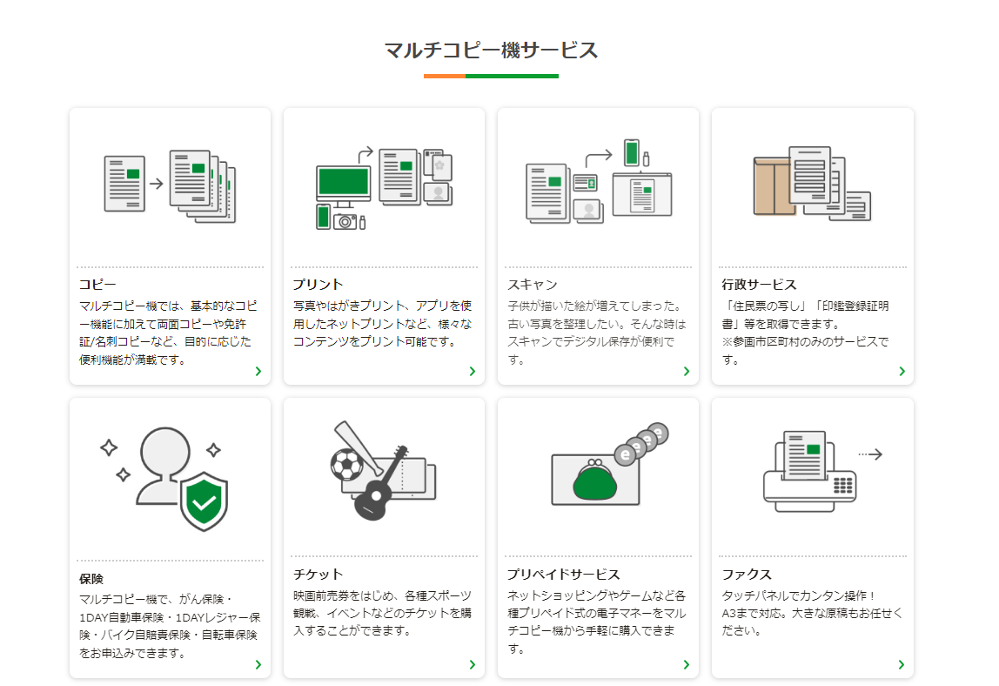 マルチコピー機サービス
コピー
マルチコピー機では、基本的なコピ
ー機能に加えて両面コピーや免許
証/名刺コピーなど、目的に応じた
便利機能が満載です。
プリント
写真やはがきプリント、アプリを使
用したネットプリントなど、様々な
コンテンツをプリント可能です。
スキャン
子供が描いた絵が増えてしまった。
古い写真を整理したい。そんな時は
スキャンでデジタル保存が便利で
す。
行政サービス
「住民票の写し」「印鑑登録証明
書」等を取得できます。
※参画市区町村のみのサービスで
す。
保険
マルチコピー機で、がん保険・
1DAY自動車保険・1DAYレジャー保
険・バイク自賠責保険・自転車保険
をお申込みできます。
チケット
映画前売券をはじめ、各種スポーツ
観戦、イベントなどのチケットを購
入することができます。
e e e e
プリペイドサービス
ネットショッピングやゲームなど各
種プリペイド式の電子マネーをマル
チコピー機から手軽に購入できま
す。
ファクス
タッチパネルでカンタン操作！
A3まで対応。大きな原稿もお任せく
ださい。